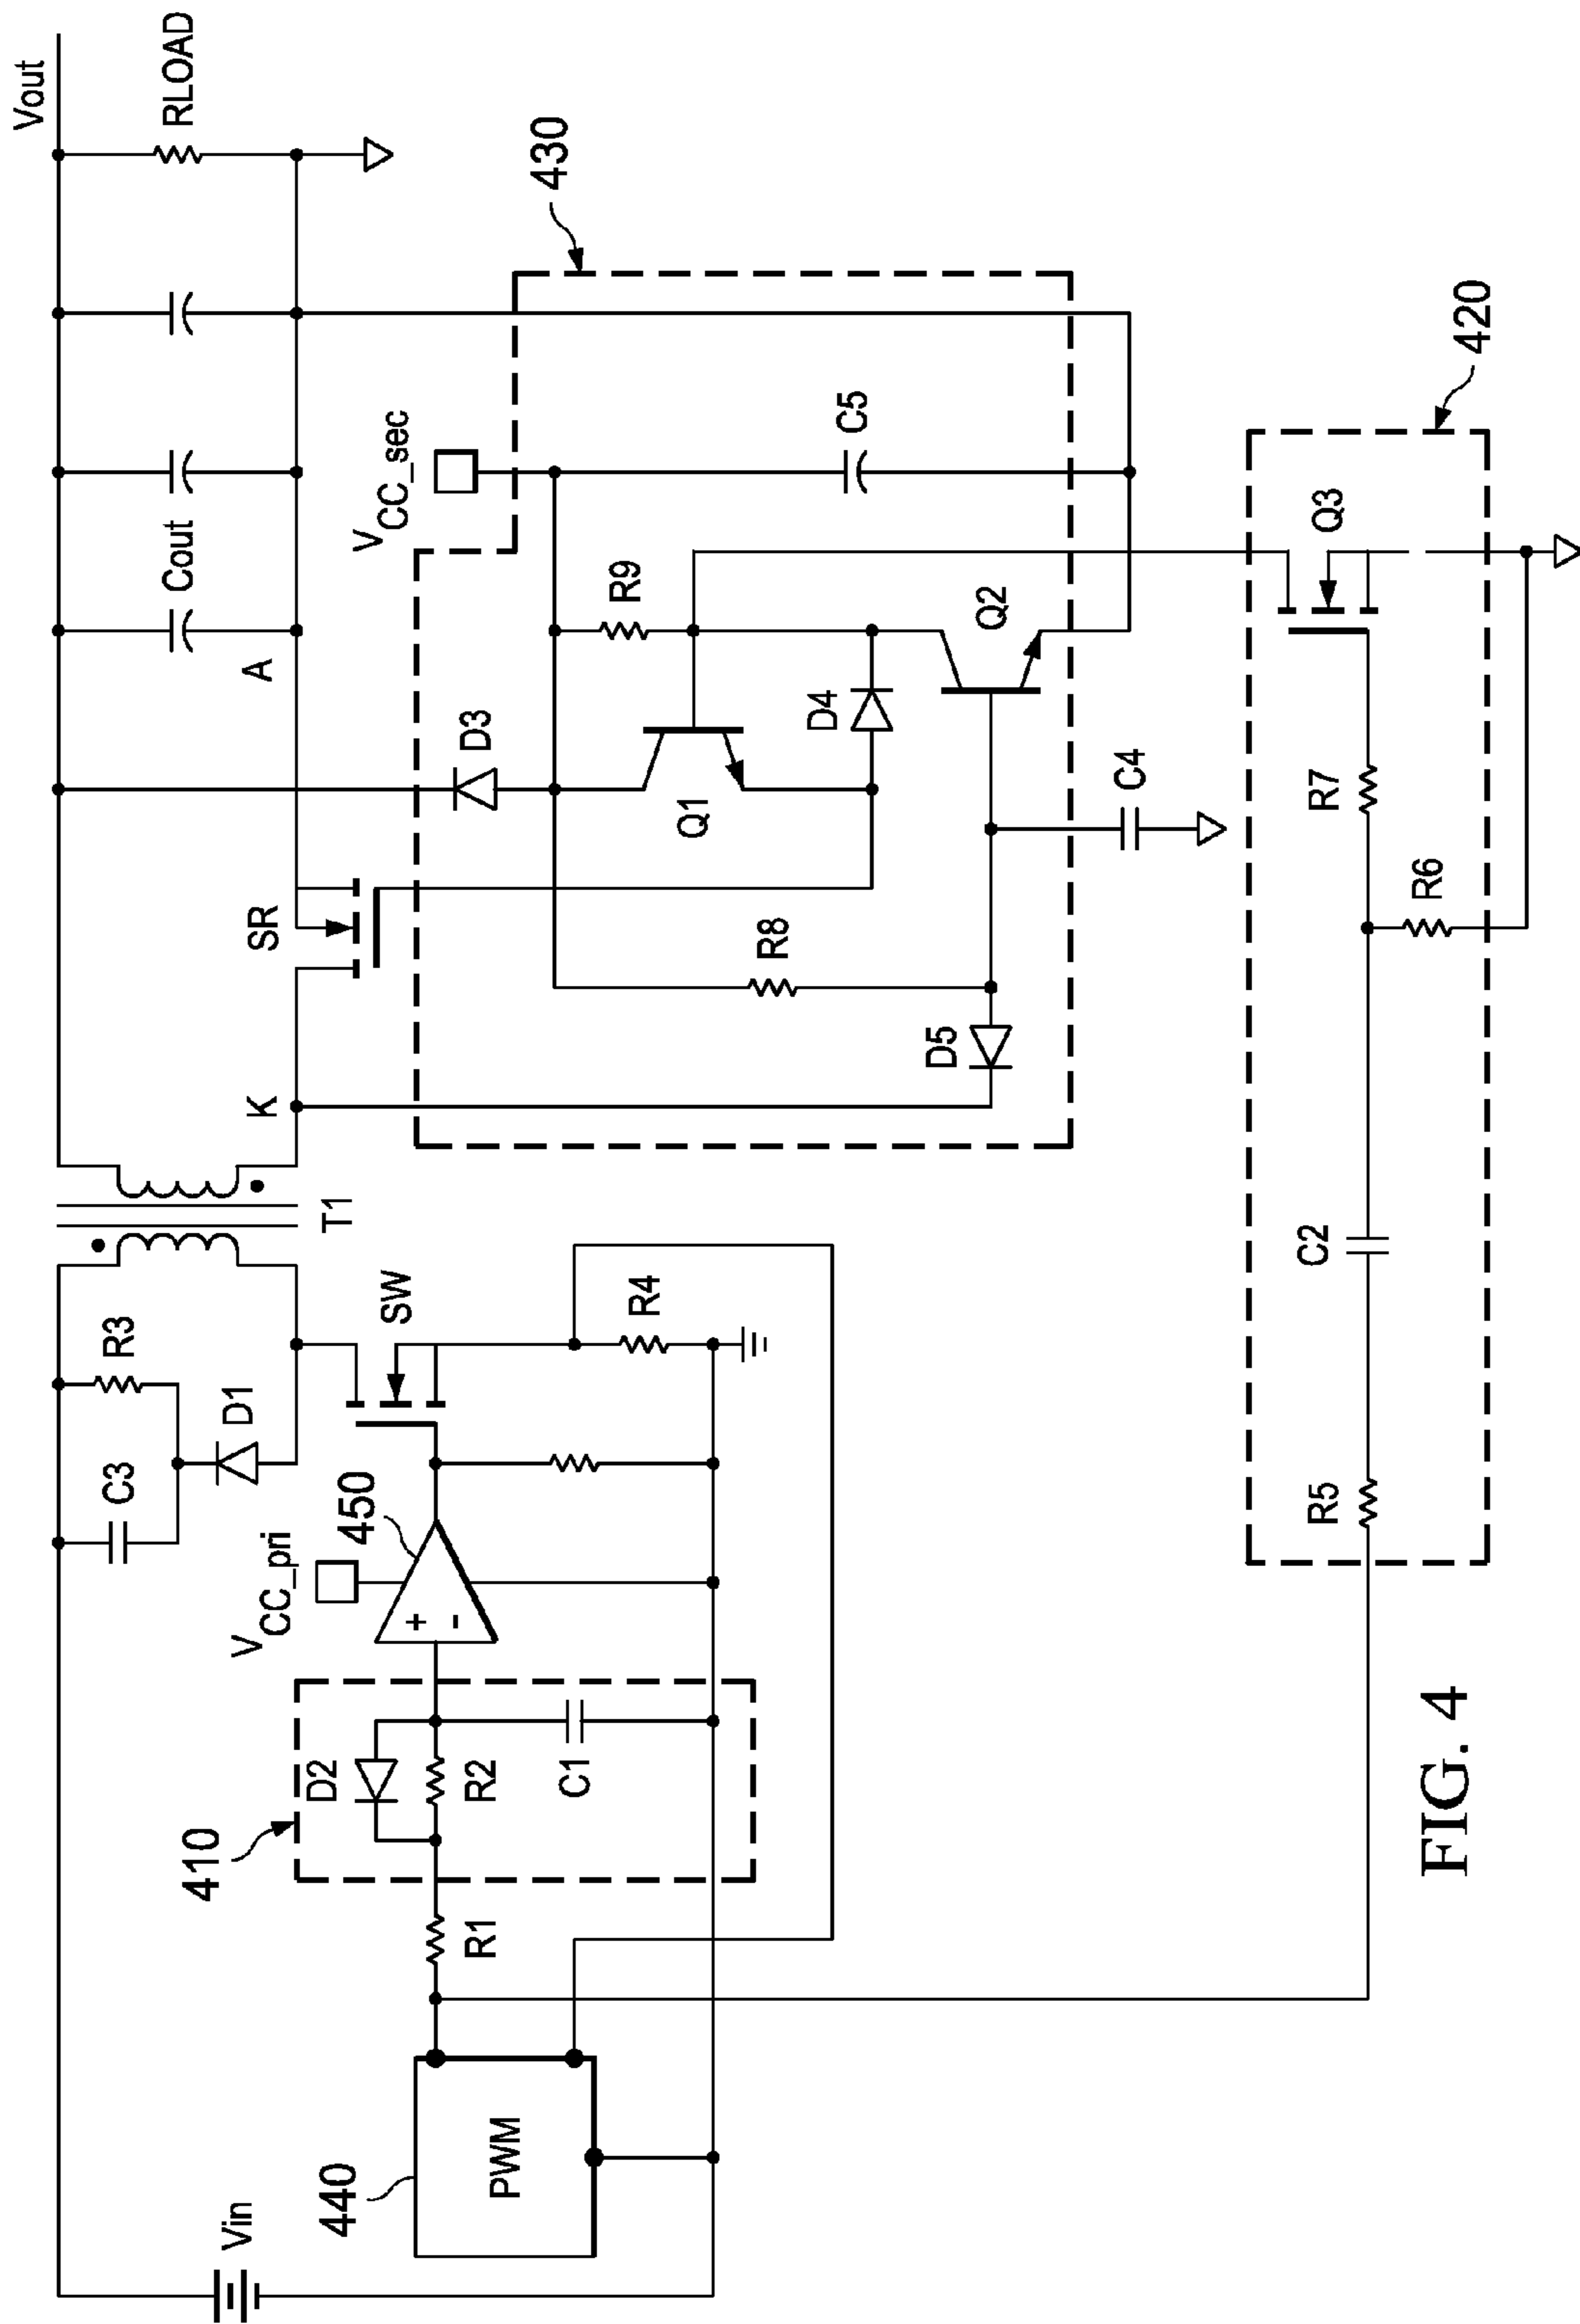 Vin
440
PWM
R1
410
D2
R2
C1
VCC_pri
450
+
-
C3
R3
D1
SW
R4
T1
K
SR
A
Cout
Vout
RLOAD
VCC_sec
430
D3
R9
C5
Q1
D4
Q2
R8
D5
C4
420
R5
C2
R6
R7
Q3
FIG. 4